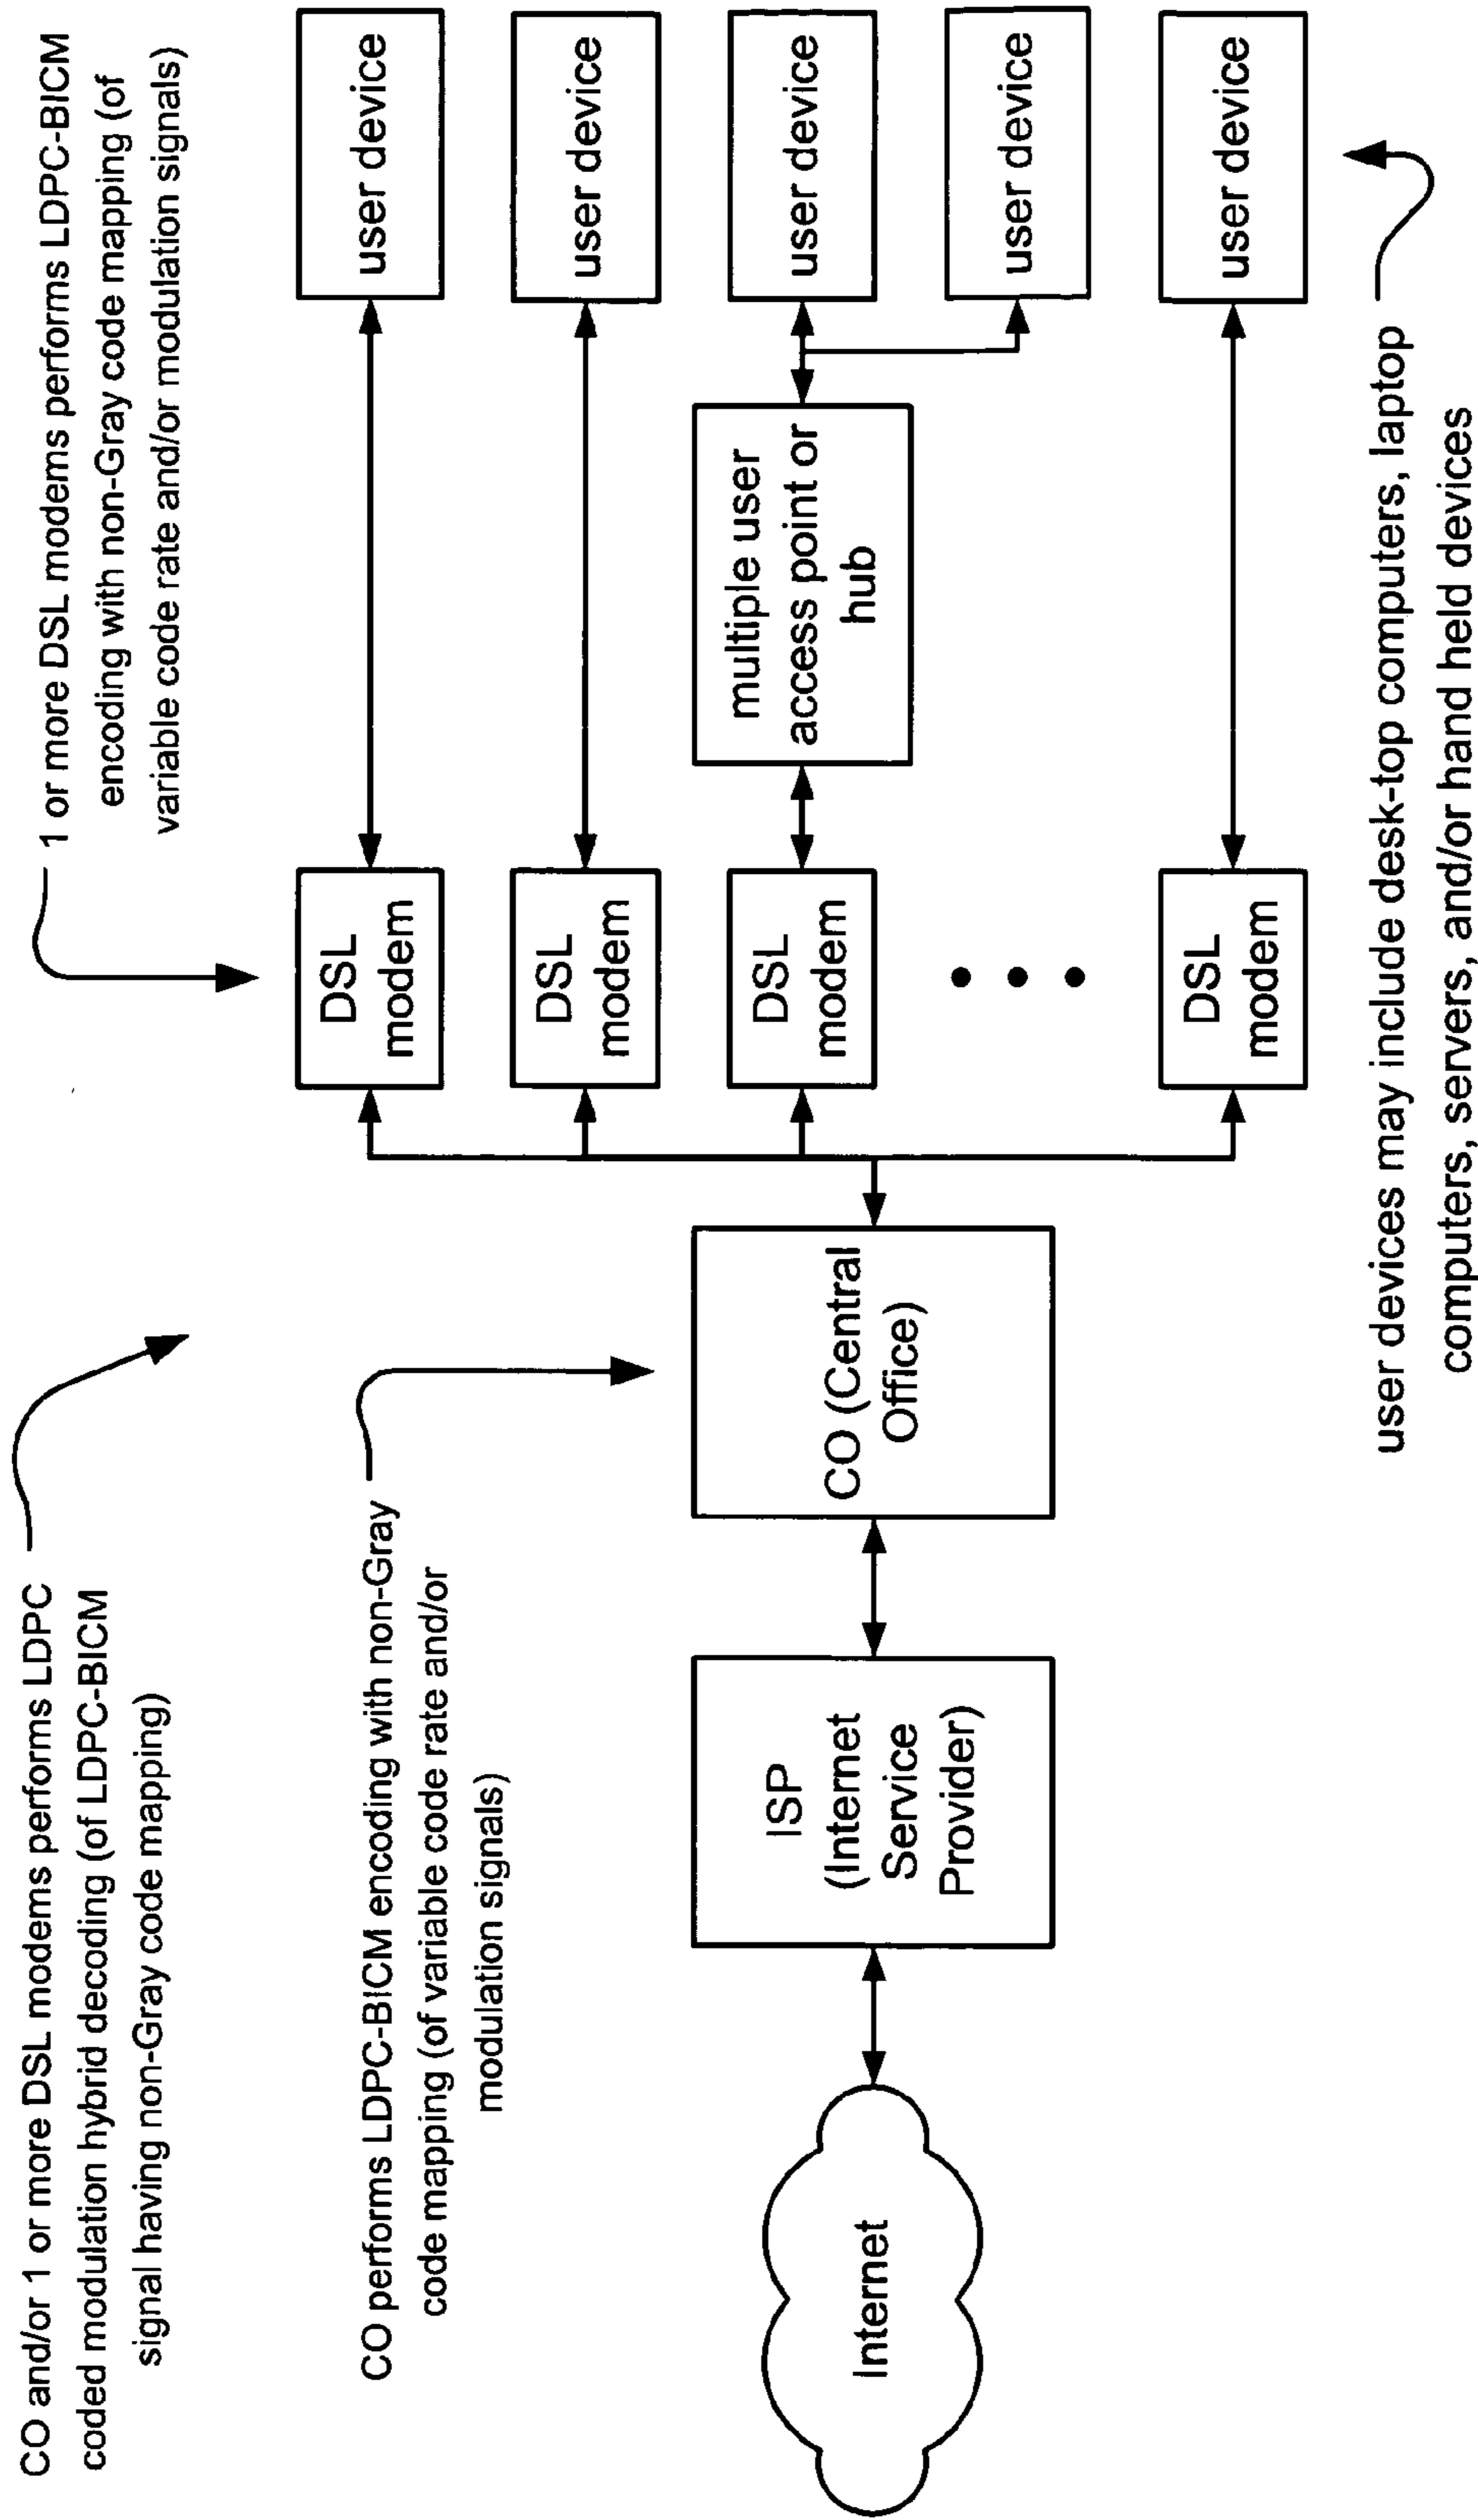 CO and/or 1 or more DSL modems performs LDPC
coded modulation hybrid decoding (of LDPC-BICM
signal having non-Gray code mapping)
1 or more DSL modems performs LDPC-BICM
encoding with non-Gray code mapping (of
variable code rate and/or modulation signals)
CO performs LDPC-BICM encoding with non-Gray
code mapping (of variable code rate and/or
modulation signals)
Internet
ISP
(Internet
Service
Provider)
CO (Central
Office)
DSL
modem
user device
DSL
modem
user device
DSL
modem
multiple user
access point or
hub
user device
user device
DSL
modem
user device
user devices may include desk-top computers, laptop
computers, servers, and/or hand held devices